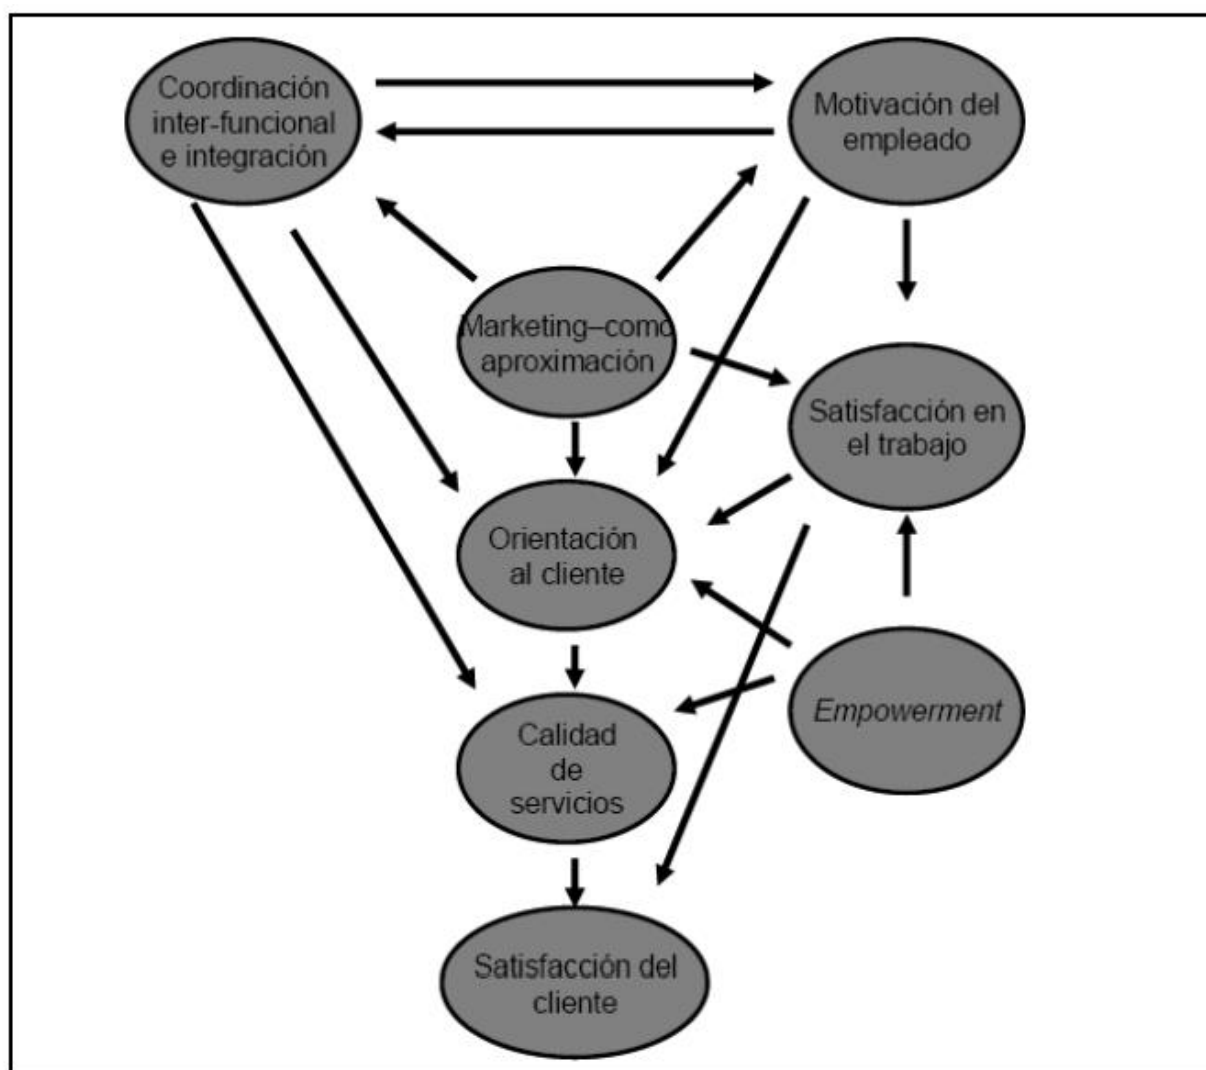 Coordinación
inter-funcional
e integración
Motivación del
empleado
Marketing–como
aproximación
Satisfacción en
el trabajo
Orientación
al cliente
Empowerment
Calidad
de
servicios
Satisfacción del
cliente